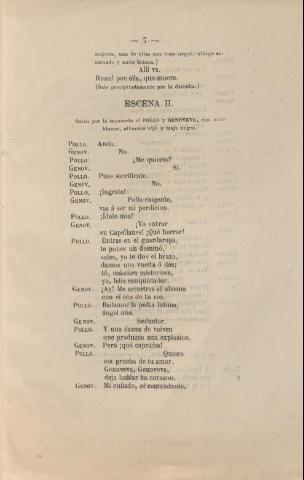 — 7 —
mujeres, una de ellas con traje negro, abrigo en-
carnado y nube blanca.)
Allí va.
Rezad por ella, que muere.
(Sale precipitadamente por la derecha.)
ESCENA II.
Salen por la izquierda el POLLO y GENOVEVA, con nube
blanca, albornoz rojo y traje negro.
POLLO. Anda.
GENOV. No.
POLLO. ¿Me quieres?
GENOV. Sí.
POLLO. Pues sacrifícate.
GENOV. No.
POLLO. ¡Ingrata!
GENOV. Pollo exigente,
vas á ser mi perdicion.
POLLO. ¡Ídolo mio!
GENOV. ¡Yo entrar
en Capellanes! ¡Qué horror!
POLLO. Entras en el guardaropa,
te pones un dominó,
sales, yo te doy el brazo,
damos una vuelta ó dos;
tú, máscara misteriosa,
yo, feliz conquistador.
GENOV. ¡Ay! Me arrastras al abismo
con el eco de tu voz.
POLLO. Bailamos la polka íntima,
ángel mio.
GENOV. Seductor.
POLLO. Y una danza de vaiven
que produzca una explosion.
GENOV. Pero ¡qué capricho!
POLLO. Quiero
esa prueba de tu amor.
Genoveva, Genoveva,
deja hablar tu corazon.
GENOV. Mi cuñado, el comandante,